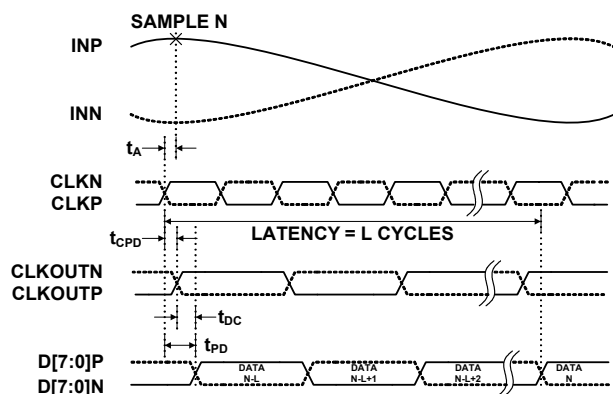 SAMPLE N
INP
INN
tA
CLKN
CLKP
LATENCY = L CYCLES
tCPD
CLKOUTN
CLKOUTP
tDC
tPD
D[7:0]P
D[7:0]N
DATA
N-L
DATA
N-L+1
DATA
N-L+2
DATA
N